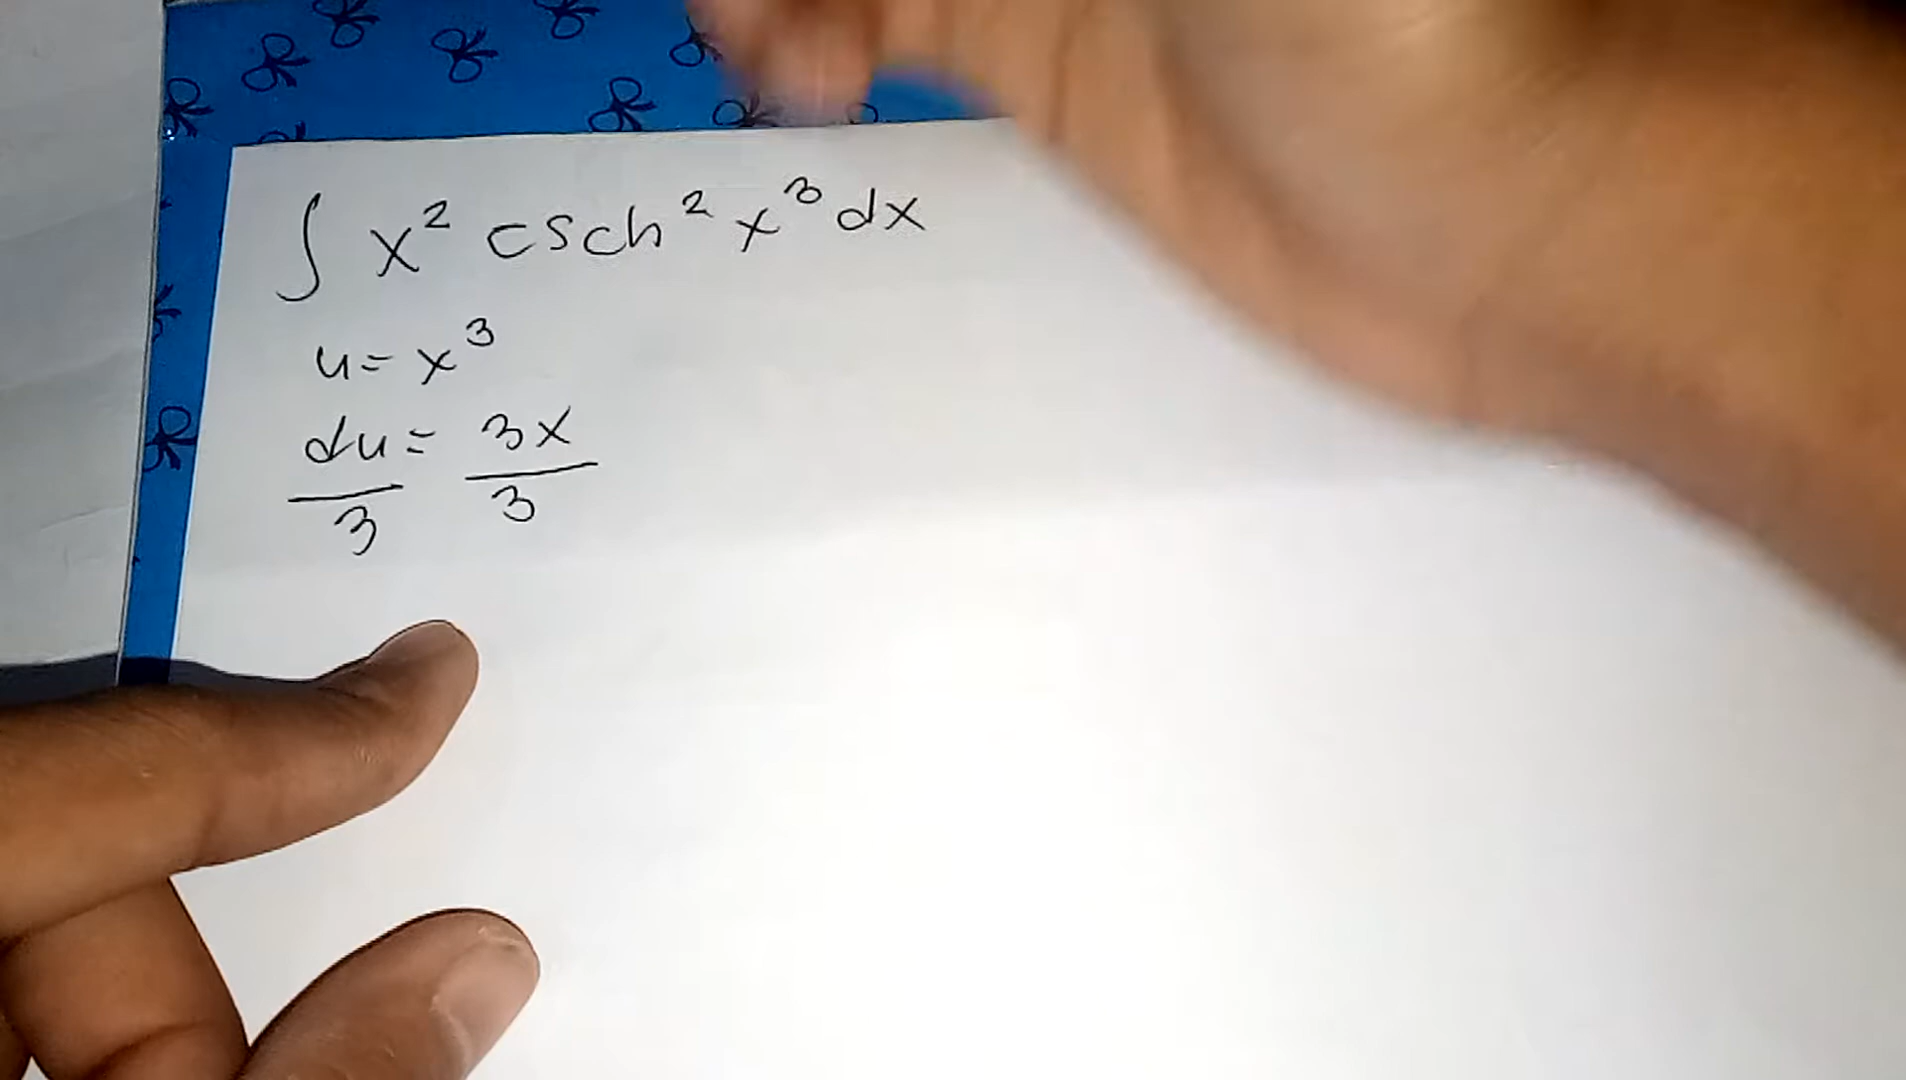 ∫ x² csch² x³ dx
u = x³
du = 3x
3 3